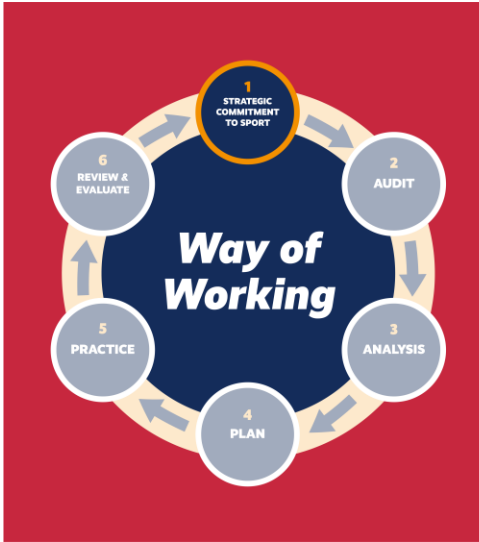 1
STRATEGIC
COMMITMENT
TO SPORT
2
AUDIT
3
ANALYSIS
4
PLAN
5
PRACTICE
6
REVIEW &
EVALUATE
Way of
Working